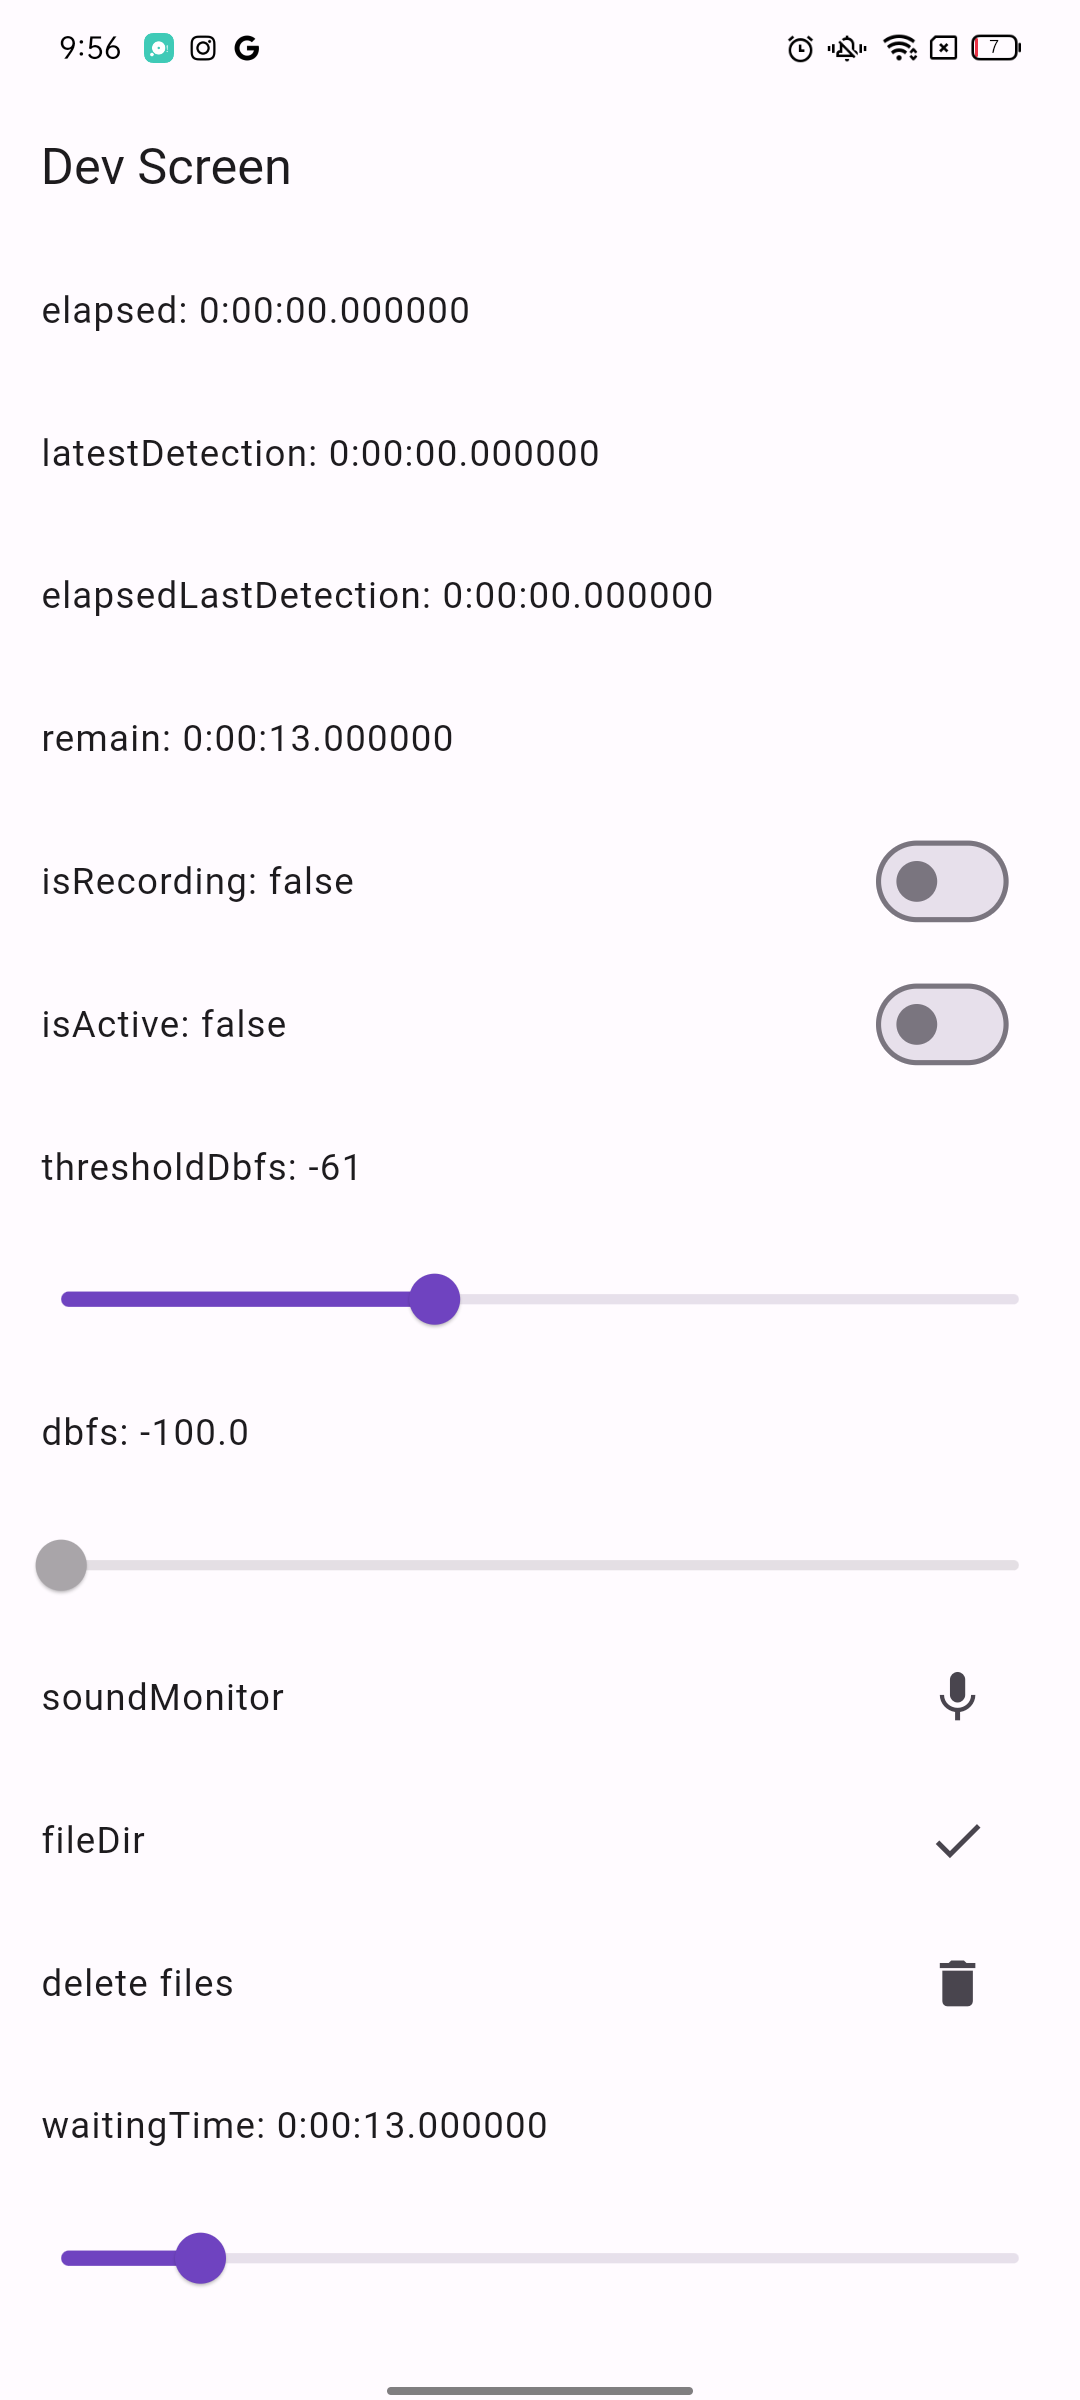 9:56
7
Dev Screen
elapsed: 0:00:00.000000
latestDetection: 0:00:00.000000
elapsedLastDetection: 0:00:00.000000
remain: 0:00:13.000000
isRecording: false
isActive: false
thresholdDbfs: -61
dbfs: -100.0
soundMonitor
fileDir
delete files
waitingTime: 0:00:13.000000